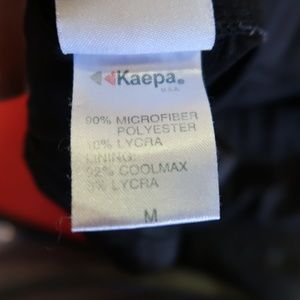 Kaepa.
U.S.A.
90% MICROFIBER
POLYESTER
10% LYCRA
LINING:
92% COOLMAX
8% LYCRA
M